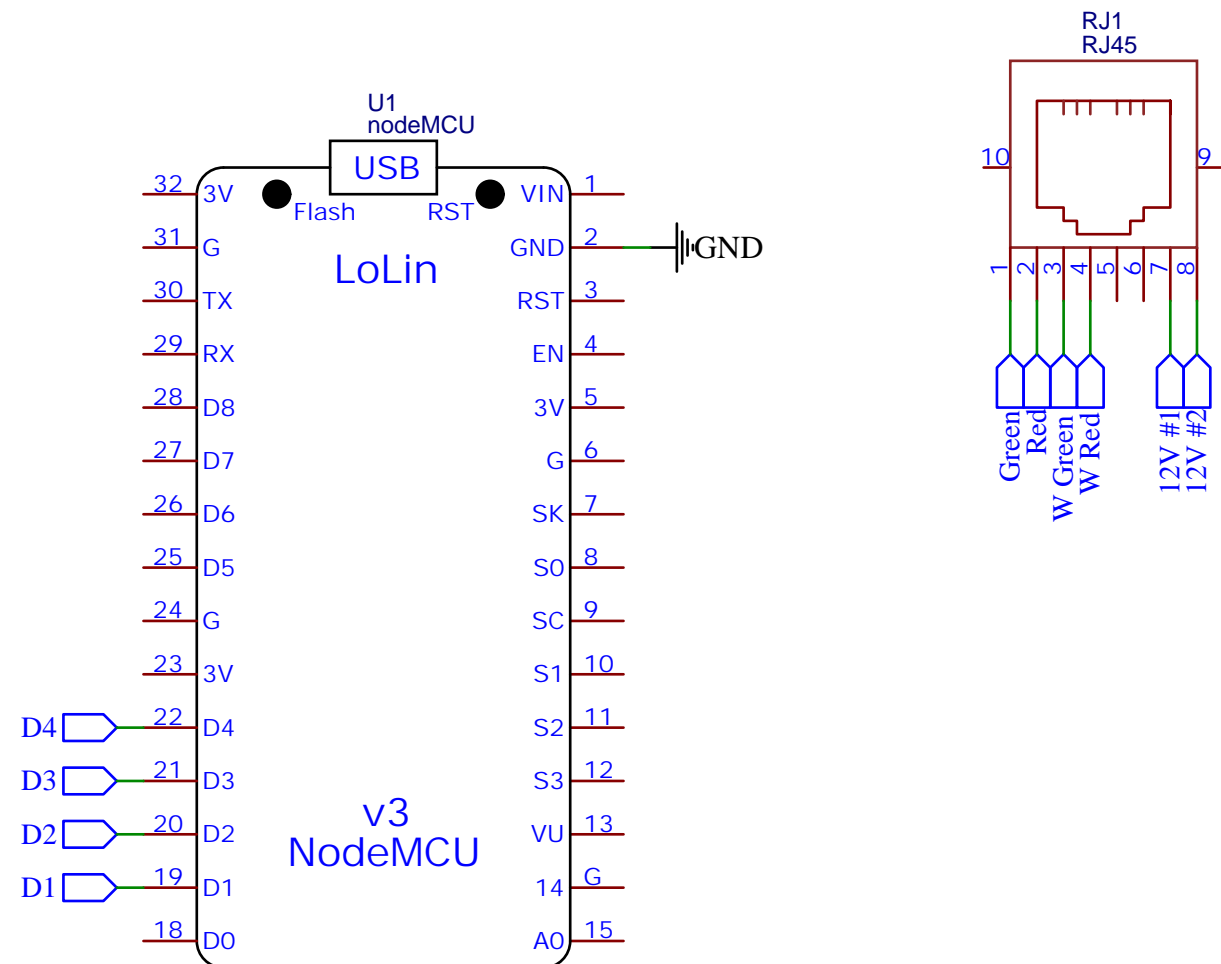 U1
nodeMCU
USB
Flash
RST
LoLin
v3
NodeMCU
32 3V
31 G
30 TX
29 RX
28 D8
27 D7
26 D6
25 D5
24 G
23 3V
D4 22 D4
D3 21 D3
D2 20 D2
D1 19 D1
18 D0
VIN 1
GND 2 GND
RST 3
EN 4
3V 5
G 6
SK 7
S0 8
SC 9
S1 10
S2 11
S3 12
VU 13
14 G
A0 15
RJ1
RJ45
10
9
1
2
3
4
5
6
7
8
Green
Red
W Green
W Red
12V #1
12V #2